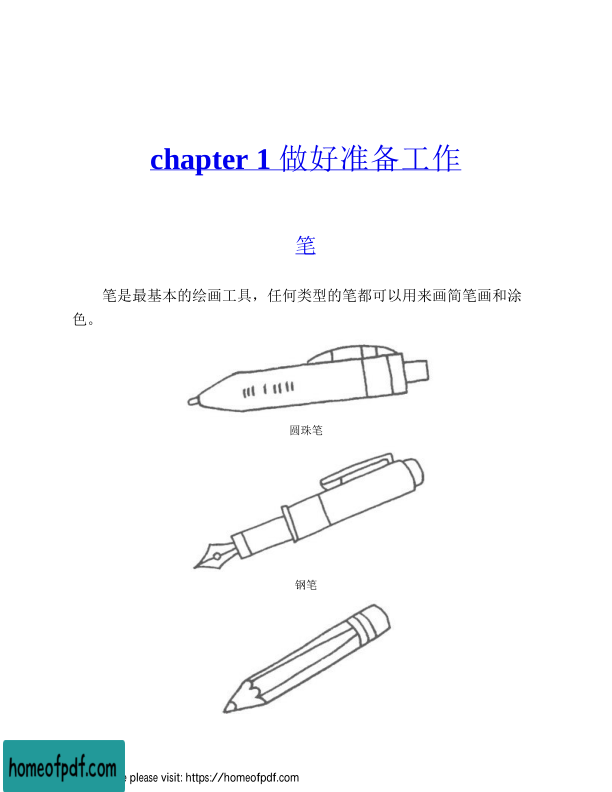 chapter 1 做好准备工作
笔
笔是最基本的绘画工具，任何类型的笔都可以用来画简笔画和涂
色。
圆珠笔
钢笔
homeofpdf.com
please visit: https://homeofpdf.com